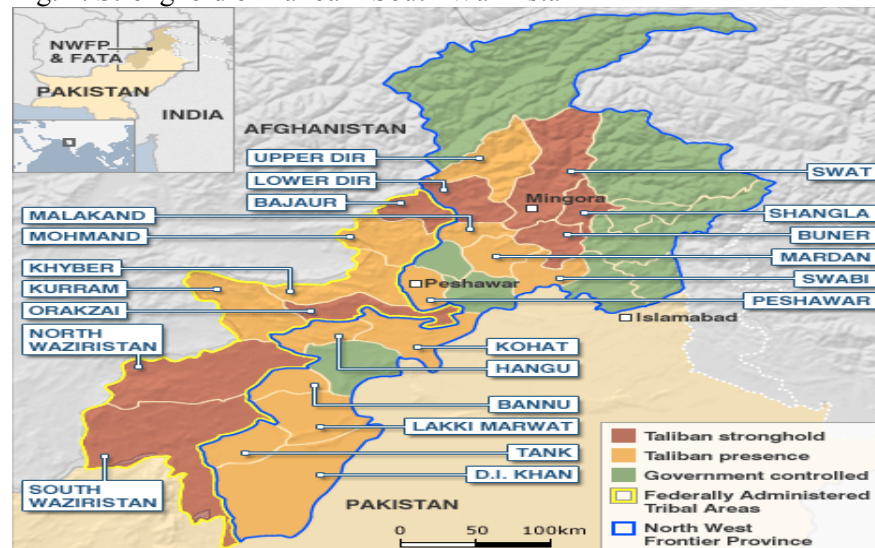 NWFP
& FATA
PAKISTAN
INDIA
AFGHANISTAN
UPPER DIR
LOWER DIR
BAJAUR
MALAKAND
MOHMAND
KHYBER
KURRAM
ORAKZAI
NORTH
WAZIRISTAN
SOUTH
WAZIRISTAN
Mingora
Peshawar
Islamabad
SWAT
SHANGLA
BUNER
MARDAN
SWABI
PESHAWAR
KOHAT
HANGU
BANNU
LAKKI MARWAT
TANK
D.I. KHAN
PAKISTAN
0 50 100km
Taliban stronghold
Taliban presence
Government controlled
Federally Administered
Tribal Areas
North West
Frontier Province